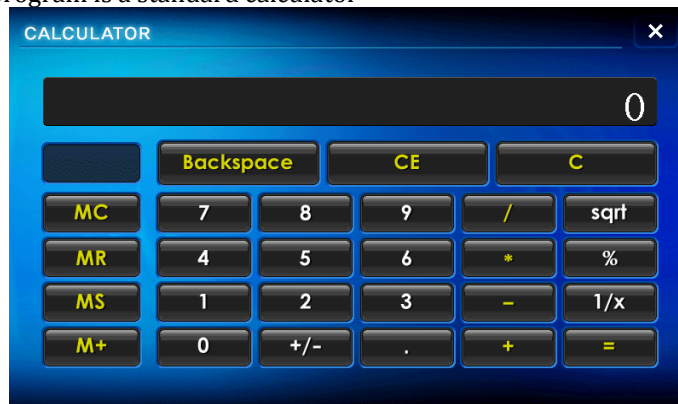 program is a standard calculator
CALCULATOR ×
0
Backspace CE C
MC 7 8 9 / sqrt
MR 4 5 6 * %
MS 1 2 3 - 1/x
M+ 0 +/- . + =